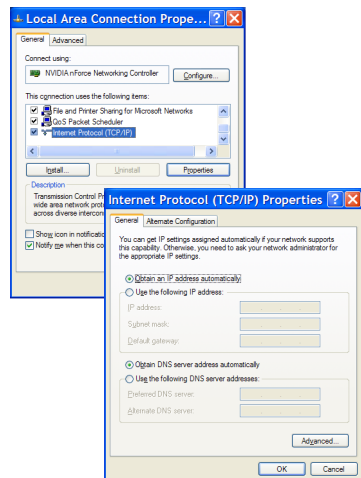 Local Area Connection Prope...
General
Advanced
Connect using:
NVIDIA nForce Networking Controller
Configure...
This connection uses the following items:
File and Printer Sharing for Microsoft Networks
QoS Packet Scheduler
Internet Protocol (TCP/IP)
Install...
Uninstall
Properties
Description
Transmission Control Pr
wide area network prot
across diverse intercon
Show icon in notificatio
Notify me when this co
Internet Protocol (TCP/IP) Properties
General
Alternate Configuration
You can get IP settings assigned automatically if your network supports
this capability. Otherwise, you need to ask your network administrator for
the appropriate IP settings.
Obtain an IP address automatically
Use the following IP address:
IP address:
Subnet mask:
Default gateway:
Obtain DNS server address automatically
Use the following DNS server addresses:
Preferred DNS server:
Alternate DNS server:
Advanced...
OK
Cancel